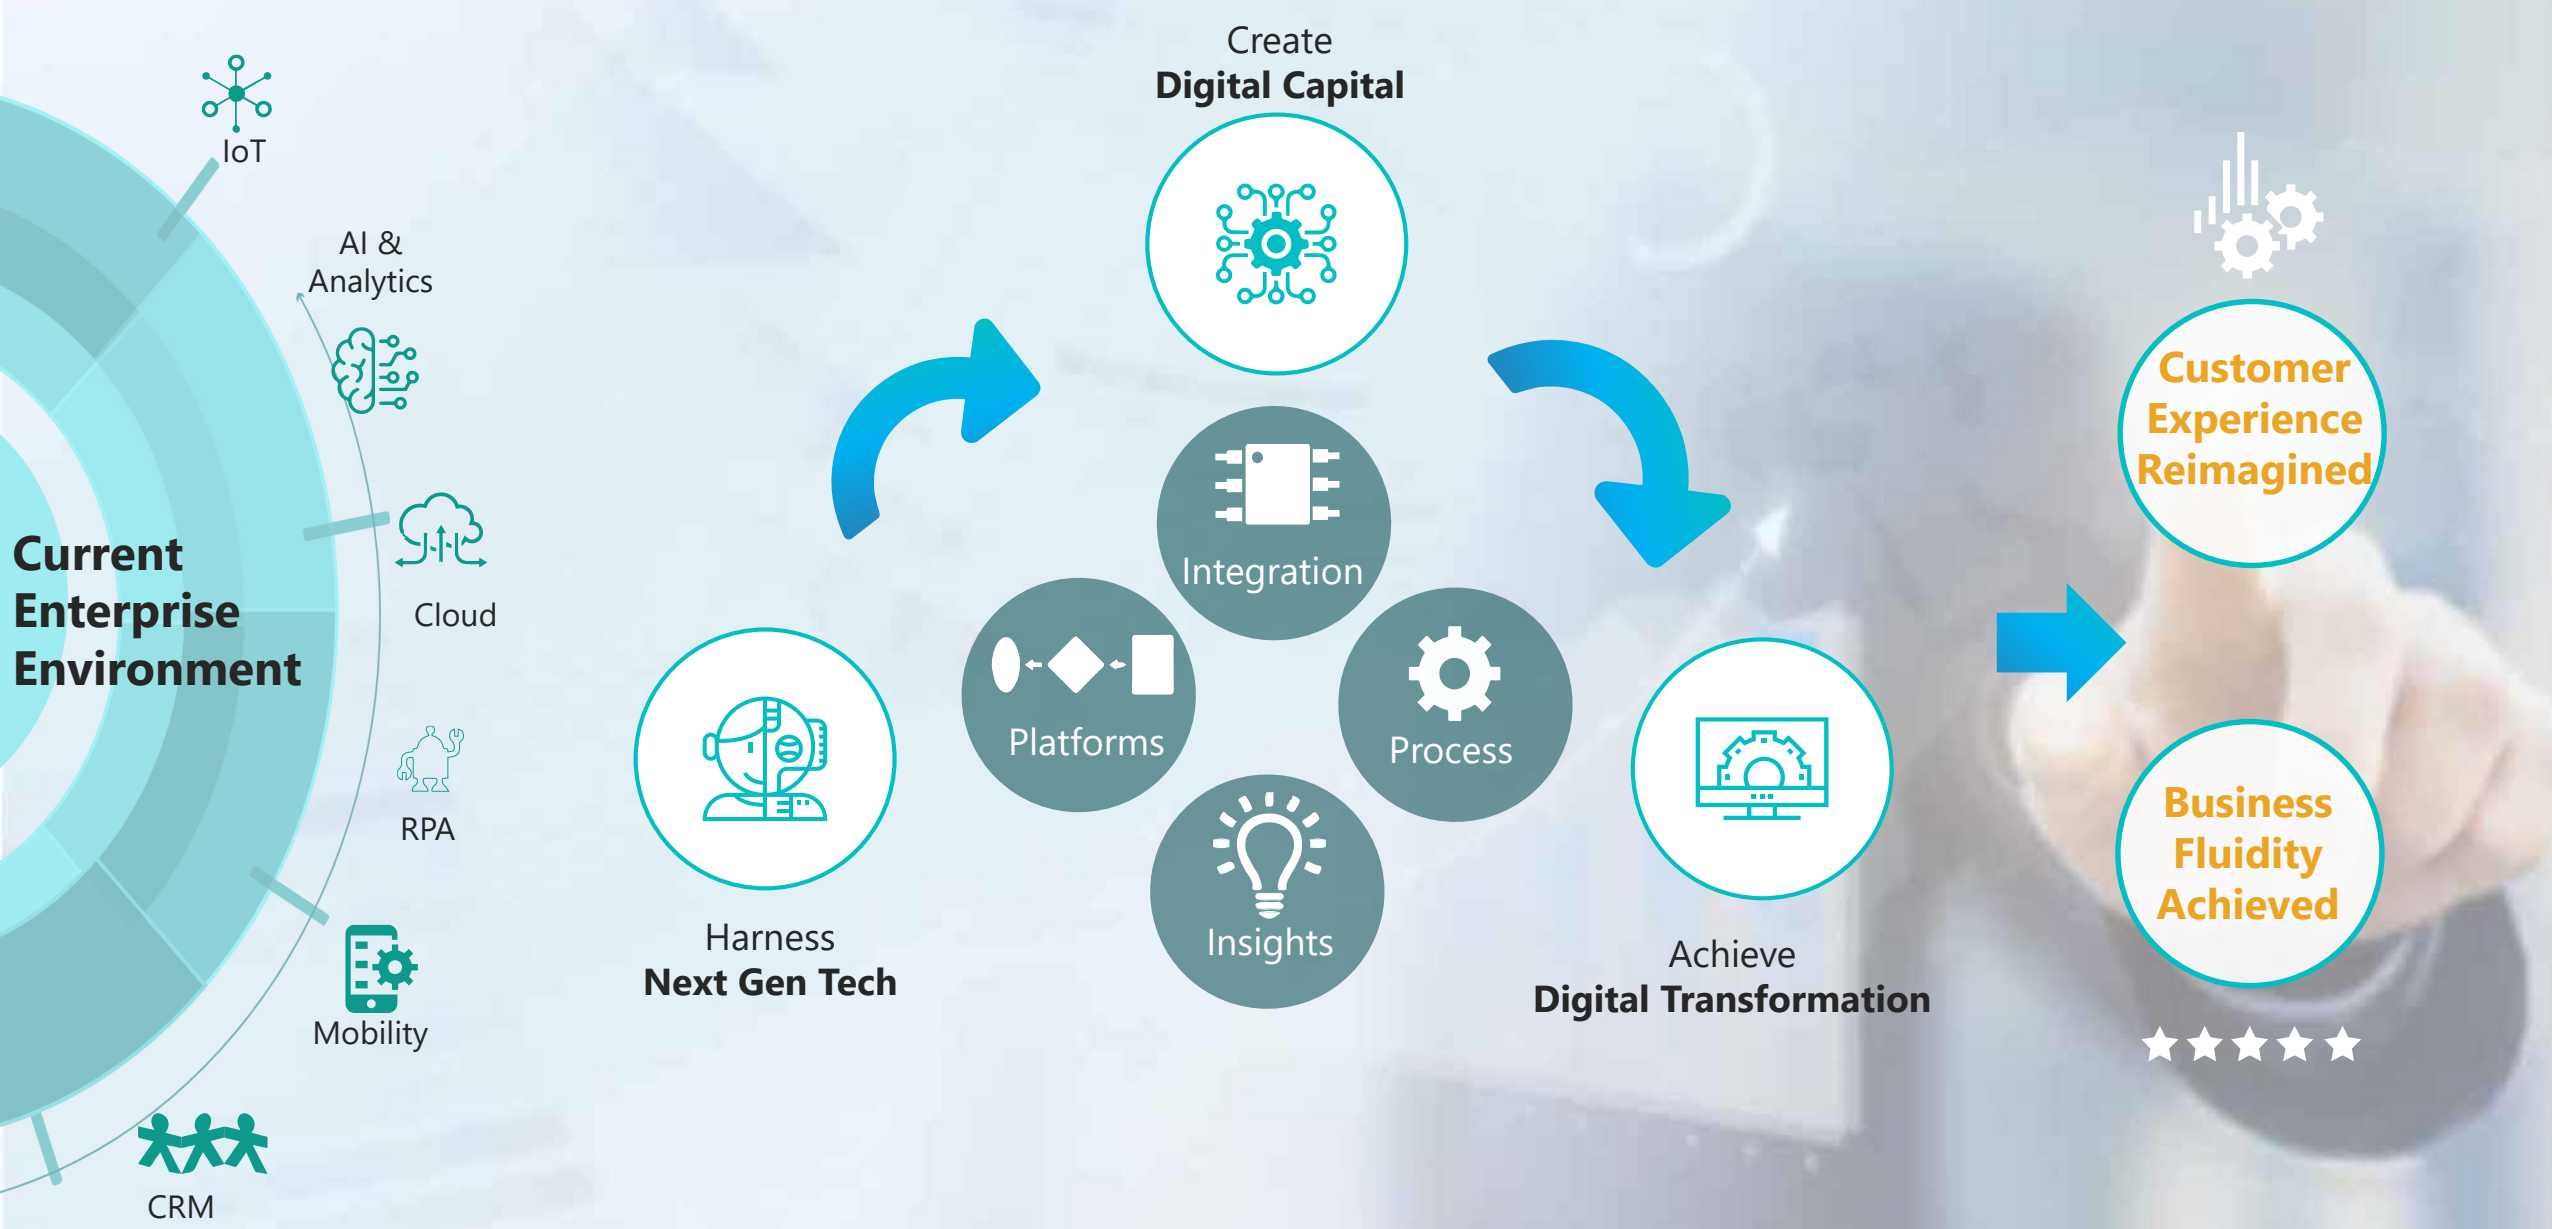 Current
Enterprise
Environment
IoT
AI &
Analytics
Cloud
RPA
Mobility
CRM
Harness
Next Gen Tech
Create
Digital Capital
Integration
Platforms
Process
Insights
Achieve
Digital Transformation
Customer
Experience
Reimagined
Business
Fluidity
Achieved